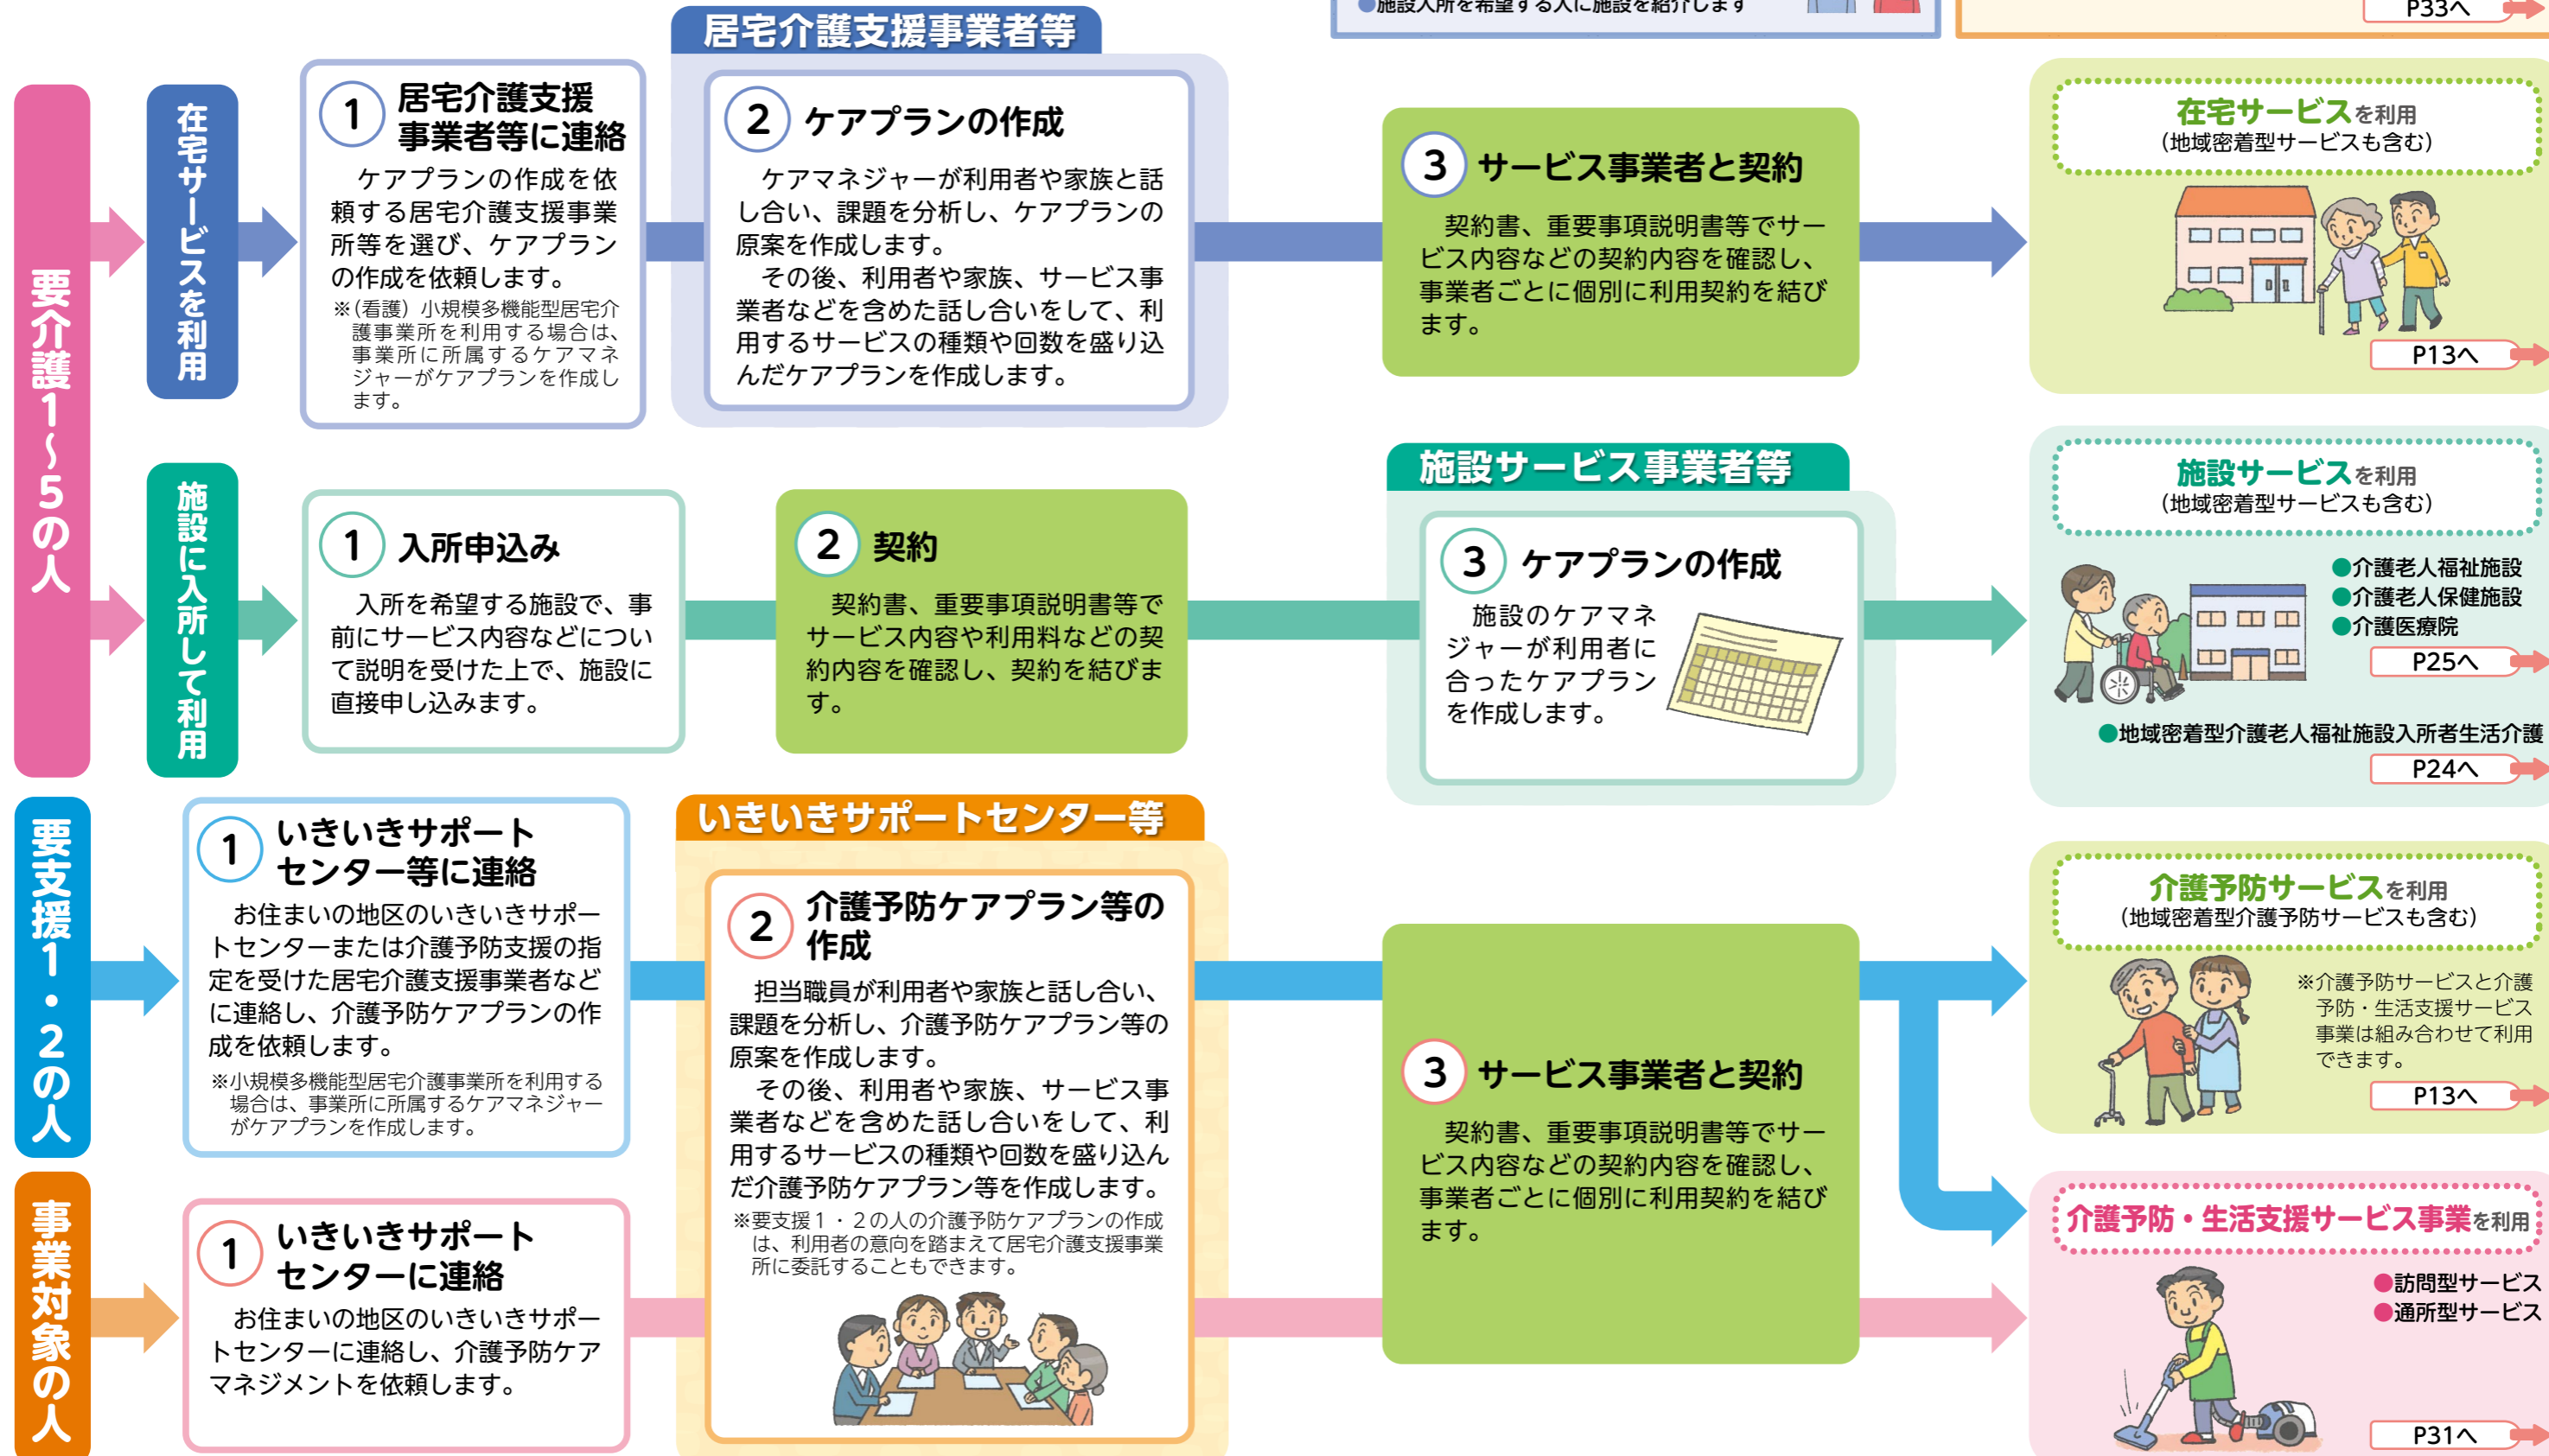 ●施設入所を希望する人に施設を紹介します
P33へ
要介護1～5の人
在宅サービスを利用
1 居宅介護支援
事業者等に連絡
ケアプランの作成を依
頼する居宅介護支援事業
所等を選び、ケアプラン
の作成を依頼します。
※(看護）小規模多機能型居宅介
護事業所を利用する場合は、
事業所に所属するケアマネ
ジャーがケアプランを作成し
ます。
居宅介護支援事業者等
2 ケアプランの作成
ケアマネジャーが利用者や家族と話
し合い、課題を分析し、ケアプランの
原案を作成します。
その後、利用者や家族、サービス事
業者などを含めた話し合いをして、利
用するサービスの種類や回数を盛り込
んだケアプランを作成します。
3 サービス事業者と契約
契約書、重要事項説明書等でサー
ビス内容などの契約内容を確認し、
事業者ごとに個別に利用契約を結び
ます。
在宅サービスを利用
（地域密着型サービスも含む）
P13へ
施設に入所して利用
1 入所申込み
入所を希望する施設で、事
前にサービス内容などについ
て説明を受けた上で、施設に
直接申し込みます。
2 契約
契約書、重要事項説明書等で
サービス内容や利用料などの契
約内容を確認し、契約を結びま
す。
施設サービス事業者等
3 ケアプランの作成
施設のケアマネ
ジャーが利用者に
合ったケアプラン
を作成します。
施設サービスを利用
（地域密着型サービスも含む）
●介護老人福祉施設
●介護老人保健施設
●介護医療院
P25へ
●地域密着型介護老人福祉施設入所者生活介護
P24へ
要支援1・2の人
1 いきいきサポート
センター等に連絡
お住まいの地区のいきいきサポー
トセンターまたは介護予防支援の指
定を受けた居宅介護支援事業者など
に連絡し、介護予防ケアプランの作
成を依頼します。
※小規模多機能型居宅介護事業所を利用する
場合は、事業所に所属するケアマネジャー
がケアプランを作成します。
事業対象の人
1 いきいきサポート
センターに連絡
お住まいの地区のいきいきサポー
トセンターに連絡し、介護予防ケア
マネジメントを依頼します。
いきいきサポートセンター等
2 介護予防ケアプラン等の
作成
担当職員が利用者や家族と話し合い、
課題を分析し、介護予防ケアプラン等の
原案を作成します。
その後、利用者や家族、サービス事
業者などを含めた話し合いをして、利
用するサービスの種類や回数を盛り込ん
だ介護予防ケアプラン等を作成します。
※要支援1・2の人の介護予防ケアプランの作成
は、利用者の意向を踏まえて居宅介護支援事業
所に委託することもできます。
3 サービス事業者と契約
契約書、重要事項説明書等でサー
ビス内容などの契約内容を確認し、
事業者ごとに個別に利用契約を結び
ます。
介護予防サービスを利用
（地域密着型介護予防サービスも含む）
※介護予防サービスと介護
予防・生活支援サービス
事業は組み合わせて利用
できます。
P13へ
介護予防・生活支援サービス事業を利用
●訪問型サービス
●通所型サービス
P31へ